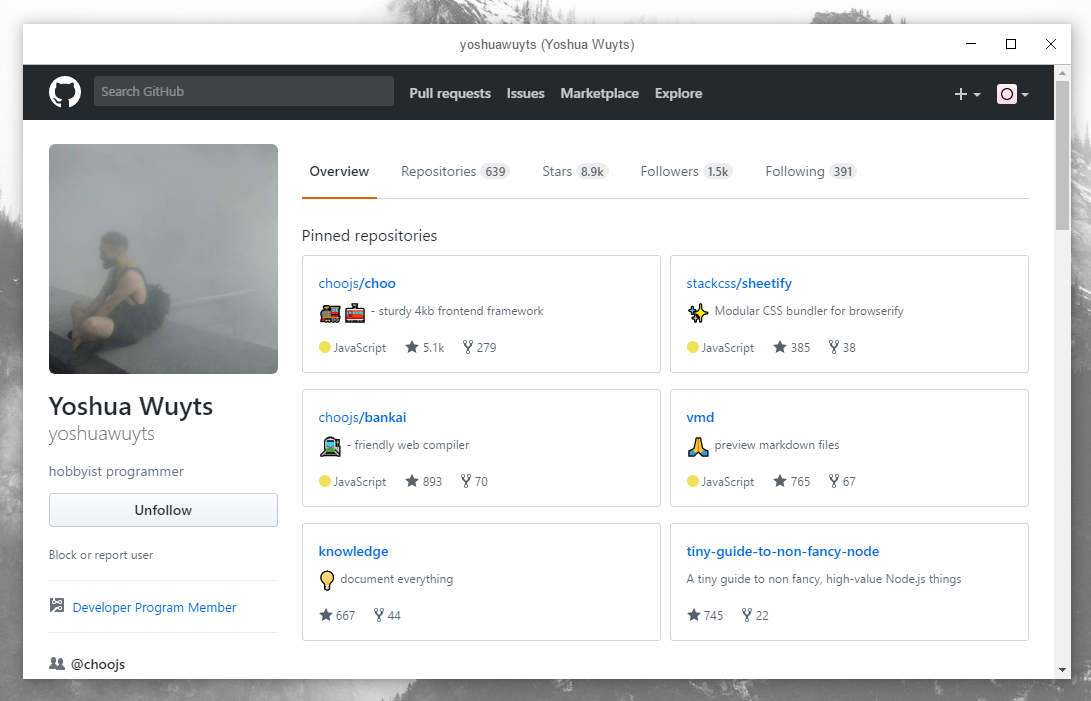 yoshuawuyts (Yoshua Wuyts)
Search GitHub
Pull requests Issues Marketplace Explore
Overview Repositories 639 Stars 8.9k Followers 1.5k Following 391
Pinned repositories
choojs/choo
- sturdy 4kb frontend framework
JavaScript 5.1k 279
stackcss/sheetify
Modular CSS bundler for browserify
JavaScript 385 38
choojs/bankai
- friendly web compiler
JavaScript 893 70
vmd
preview markdown files
JavaScript 765 67
knowledge
document everything
667 44
tiny-guide-to-non-fancy-node
A tiny guide to non fancy, high-value Node.js things
745 22
Yoshua Wuyts
yoshuawuyts
hobbyist programmer
Unfollow
Block or report user
Developer Program Member
@choojs